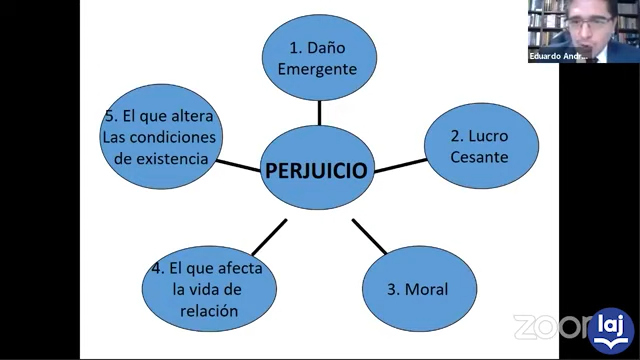 Eduardo Andr...
1. Daño
Emergente
5. El que altera
Las condiciones
de existencia
2. Lucro
Cesante
PERJUICIO
4. El que afecta
la vida de
relación
3. Moral
zoom
laj